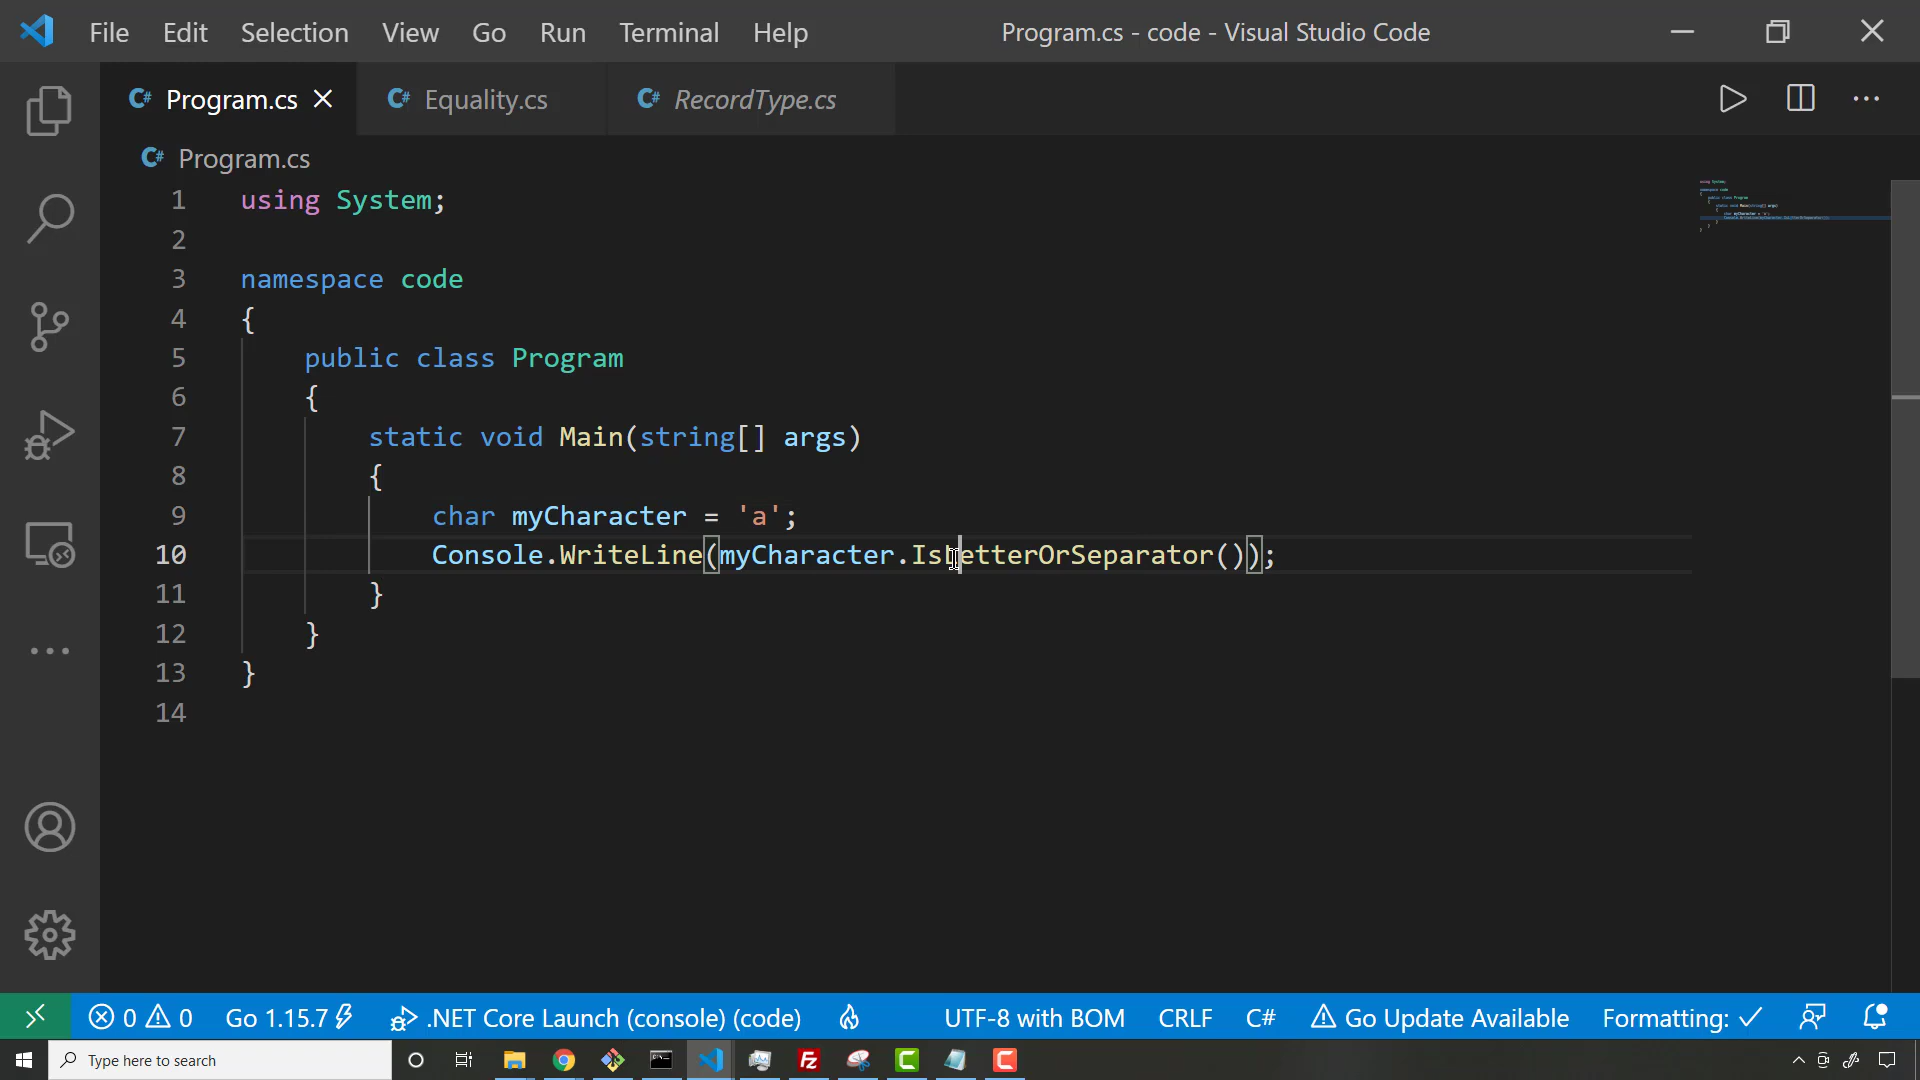 File Edit Selection View Go Run Terminal Help Program.cs - code - Visual Studio Code
C# Program.cs C# Equality.cs C# RecordType.cs
C# Program.cs
1 using System;
2
3 namespace code
4 {
5 public class Program
6 {
7 static void Main(string[] args)
8 {
9 char myCharacter = 'a';
10 Console.WriteLine(myCharacter.IsLetterOrSeparator());
11 }
12 }
13 }
14
0 0 Go 1.15.7 .NET Core Launch (console) (code) UTF-8 with BOM CRLF C# Go Update Available Formatting:
Type here to search